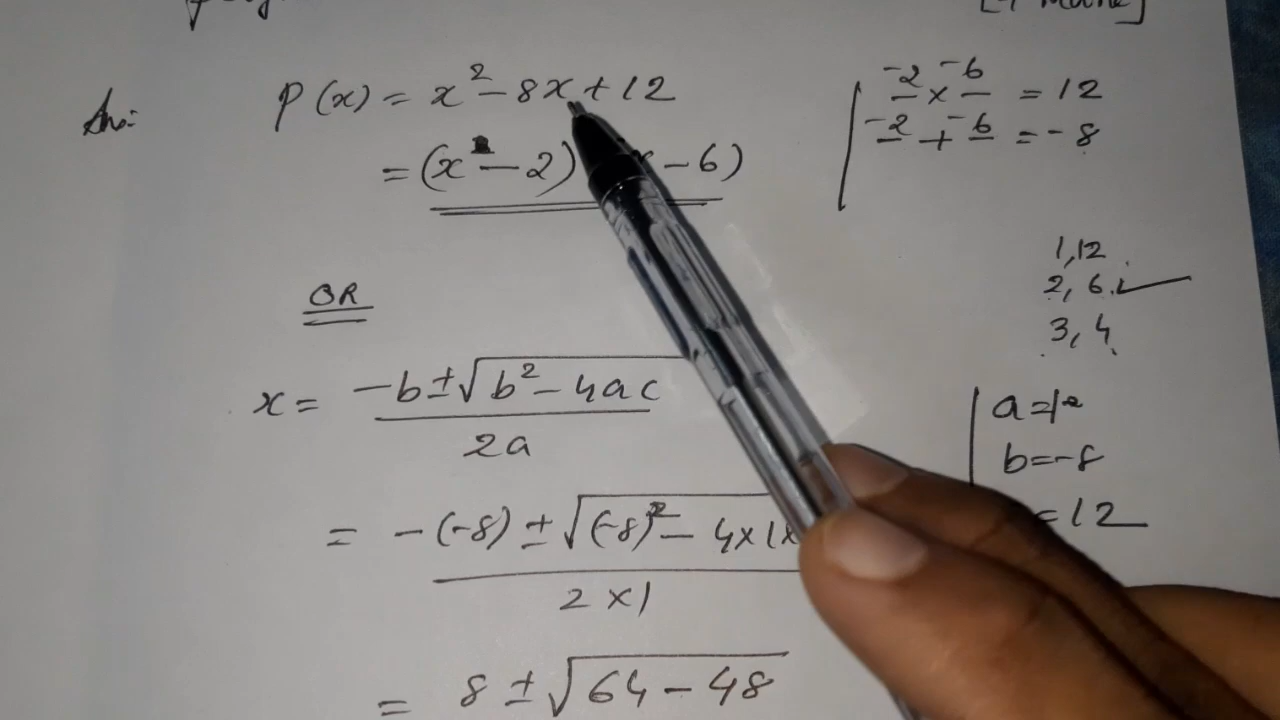 Ans:
P(x) = x² - 8x + 12
= (x - 2) (x - 6)
-2 × -6 = 12
-2 + -6 = -8
1, 12
2, 6 ✓
3, 4
OR
x = -b ± √b² - 4ac
2a
a = 1
b = -8
= 12
= -(-8) ± √(-8)² - 4×1×
2 × 1
= 8 ± √64 - 48